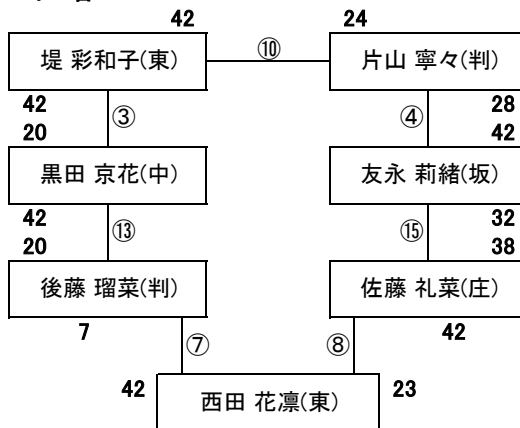 42 24
堤 彩和子(東) ⑩ 片山 寧々(判)
42 ③ ④ 28
20 42
黒田 京花(中) 友永 莉緒(坂)
42 ⑬ ⑮ 32
20 38
後藤 瑠菜(判) 佐藤 礼菜(庄)
7 42
⑦ ⑧
42 23
西田 花凛(東)